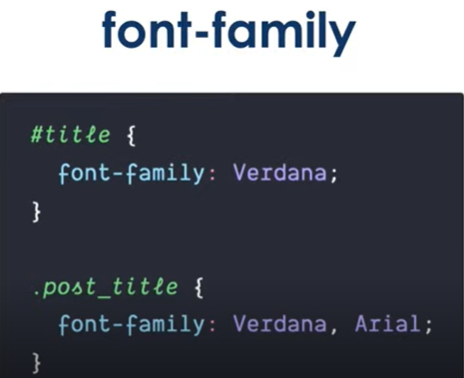 font-family
#title {
font-family: Verdana;
}
.post_title {
font-family: Verdana, Arial;
}